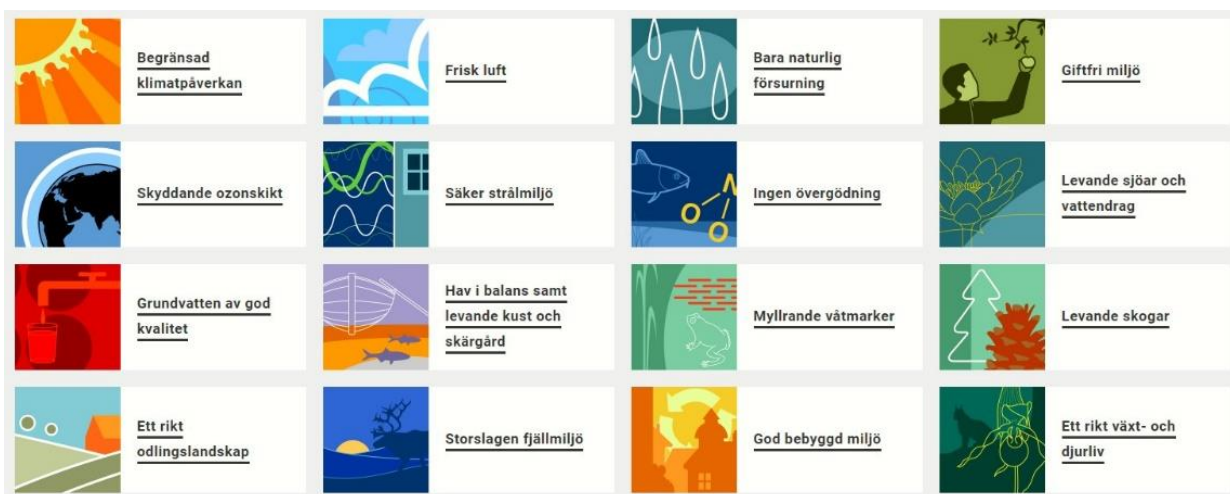 Begränsad
klimatpåverkan
Frisk luft
Bara naturlig
försurning
Giftfri miljö
Skyddande ozonskikt
Säker strålmiljö
N
O
O
Ingen övergödning
Levande sjöar och
vattendrag
Grundvatten av god
kvalitet
Hav i balans samt
levande kust och
skärgård
Myllrande våtmarker
Levande skogar
Ett rikt
odlingslandskap
Storslagen fjällmiljö
God bebyggd miljö
Ett rikt växt- och
djurliv